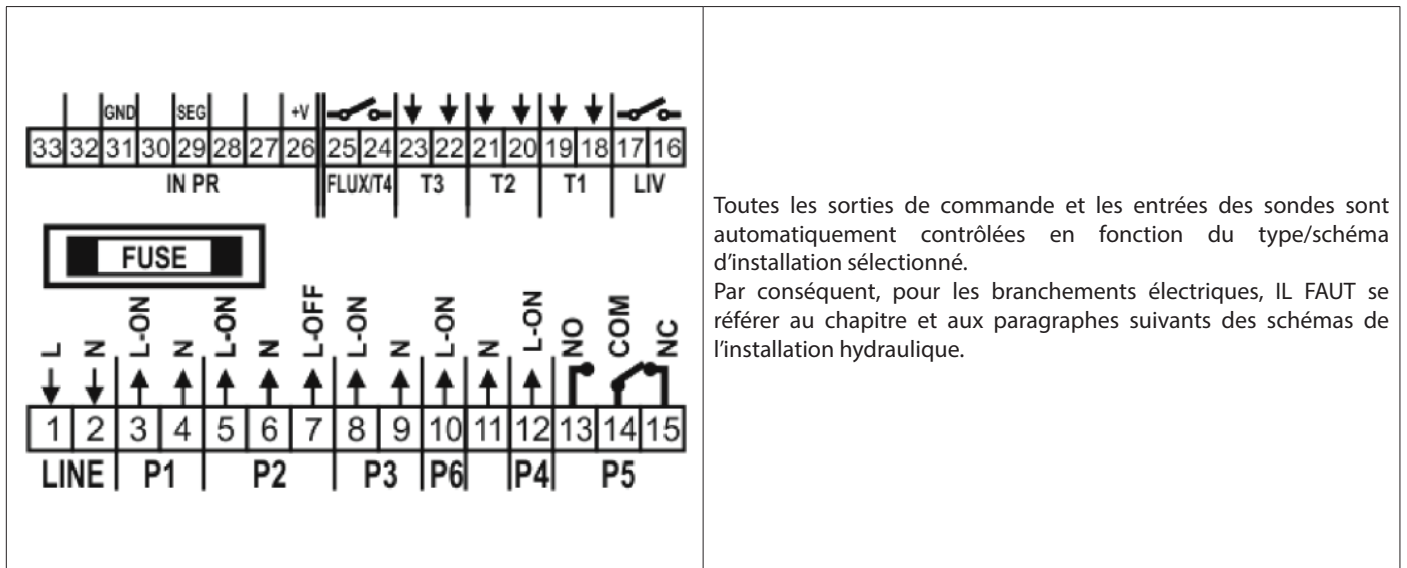 GND SEG +V
33 32 31 30 29 28 27 26 25 24 23 22 21 20 19 18 17 16
IN PR FLUX/T4 T3 T2 T1 LIV
FUSE
L N L-ON N L-ON N L-OFF L-ON N L-ON N L-ON NO COM NC
1 2 3 4 5 6 7 8 9 10 11 12 13 14 15
LINE P1 P2 P3 P6 P4 P5
Toutes les sorties de commande et les entrées des sondes sont
automatiquement contrôlées en fonction du type/schéma
d'installation sélectionné.
Par conséquent, pour les branchements électriques, IL FAUT se
référer au chapitre et aux paragraphes suivants des schémas de
l'installation hydraulique.